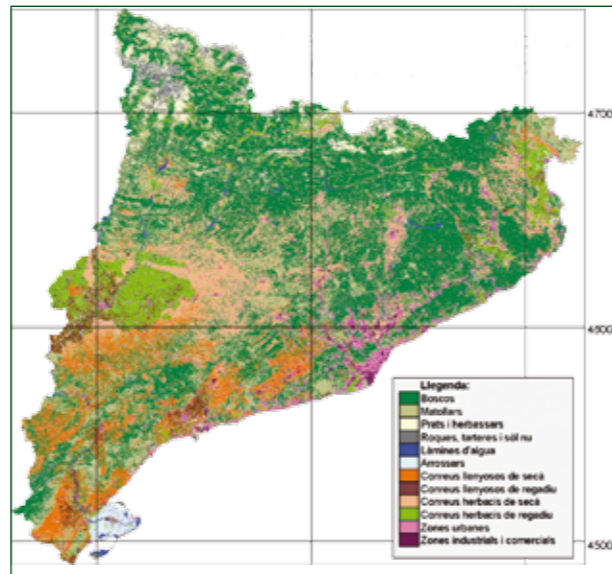 4700
4600
Llegenda:
Boscos
Matollars
Prats i herbassars
Roques, tarteres i sòl nu
Làmines d'aigua
Arrossars
Conreus llenyosos de secà
Conreus llenyosos de regadiu
Conreus herbacis de secà
Conreus herbacis de regadiu
Zones urbanes
Zones industrials i comercials
4500